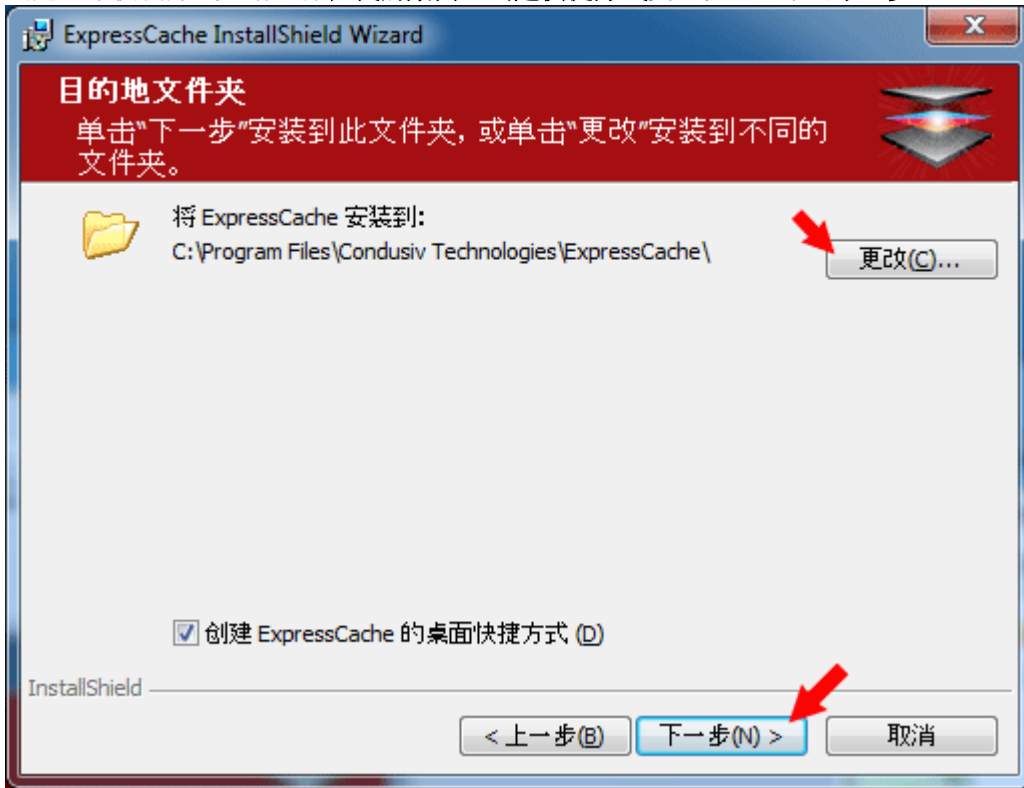 ExpressCache InstallShield Wizard
目的地文件夹
单击“下一步”安装到此文件夹, 或单击“更改”安装到不同的
文件夹。
将 ExpressCache 安装到:
C:\Program Files\Condusiv Technologies\ExpressCache\
更改(C)...
创建 ExpressCache 的桌面快捷方式 (D)
InstallShield
< 上一步(B)
下一步(N) >
取消